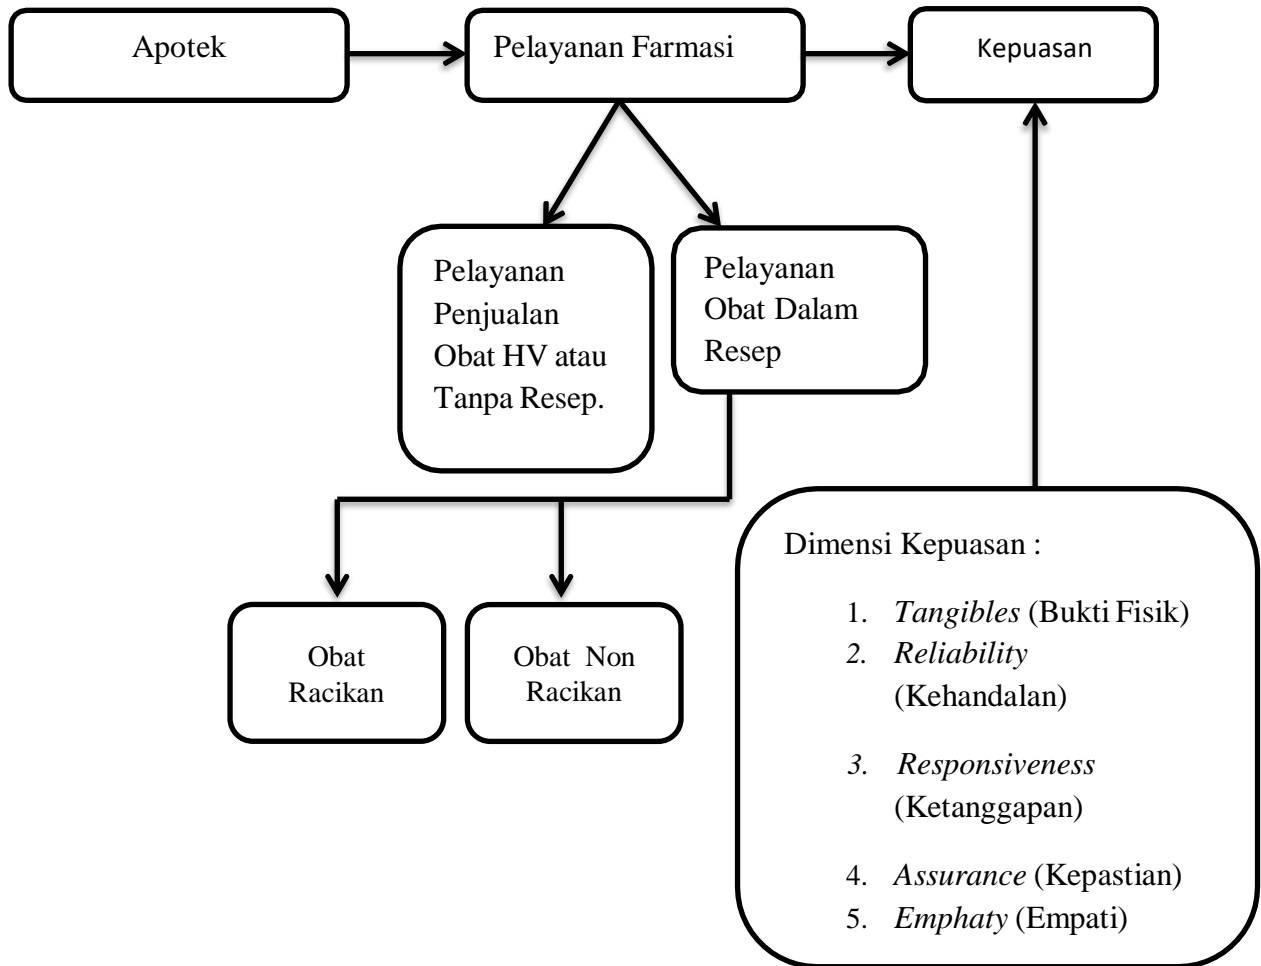 Apotek
Pelayanan Farmasi
Kepuasan
Pelayanan
Penjualan
Obat HV atau
Tanpa Resep.
Pelayanan
Obat Dalam
Resep
Obat
Racikan
Obat Non
Racikan
Dimensi Kepuasan :
1. Tangibles (Bukti Fisik)
2. Reliability
(Kehandalan)
3. Responsiveness
(Ketanggapan)
4. Assurance (Kepastian)
5. Emphaty (Empati)